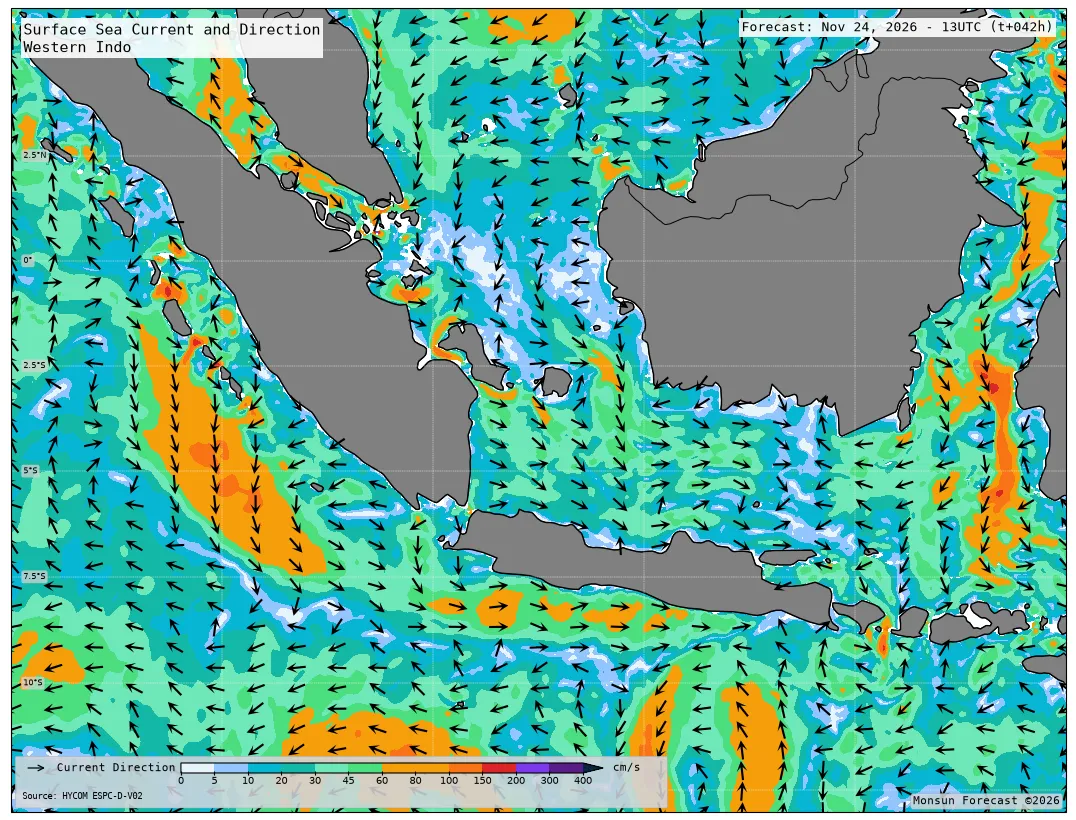 Surface Sea Current and Direction
Western Indo
Forecast: Nov 24, 2026 - 13UTC (t+042h)
2.5°N
0°
2.5°S
5°S
7.5°S
10°S
Current Direction
0 5 10 20 30 45 60 80 100 150 200 300 400
cm/s
Source: HYCOM ESPC-D-V02
Monsun Forecast ©2026